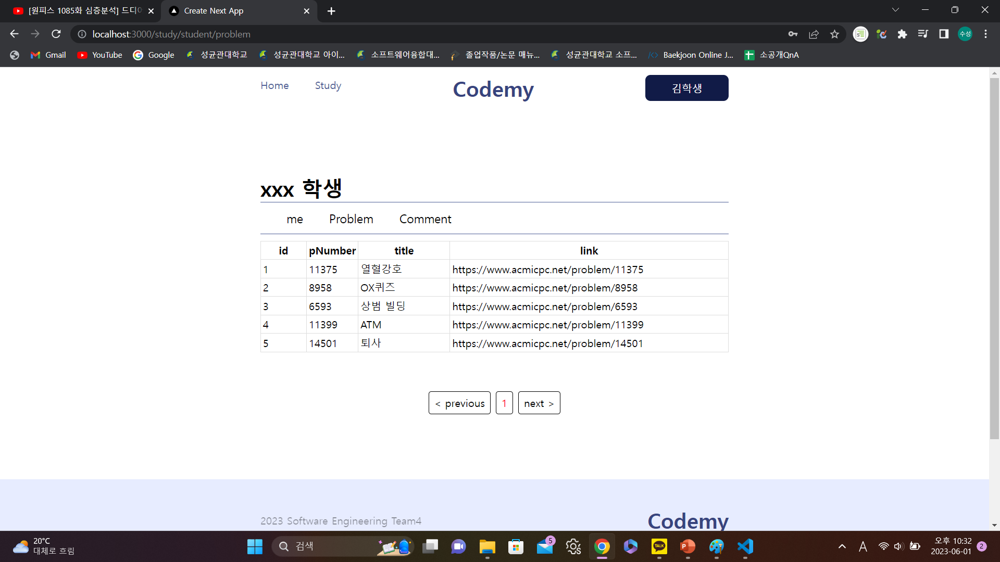 [원피스 1085화 심층분석] 드디어
Create Next App
localhost:3000/study/student/problem
수성
Gmail
YouTube
Google
성균관대학교
성균관대학교 아이...
소프트웨어융합대...
졸업작품/논문 매뉴...
성균관대학교 소프...
Baekjoon Online J...
소공개QnA
Home
Study
Codemy
김학생
xxx 학생
me
Problem
Comment
id pNumber title link
1 11375 열혈강호 https://www.acmicpc.net/problem/11375
2 8958 OX퀴즈 https://www.acmicpc.net/problem/8958
3 6593 상범 빌딩 https://www.acmicpc.net/problem/6593
4 11399 ATM https://www.acmicpc.net/problem/11399
5 14501 퇴사 https://www.acmicpc.net/problem/14501
< previous
1
next >
2023 Software Engineering Team4
Codemy
20°C
대체로 흐림
검색
5
TALK
A
오후 10:32
2023-06-01
2